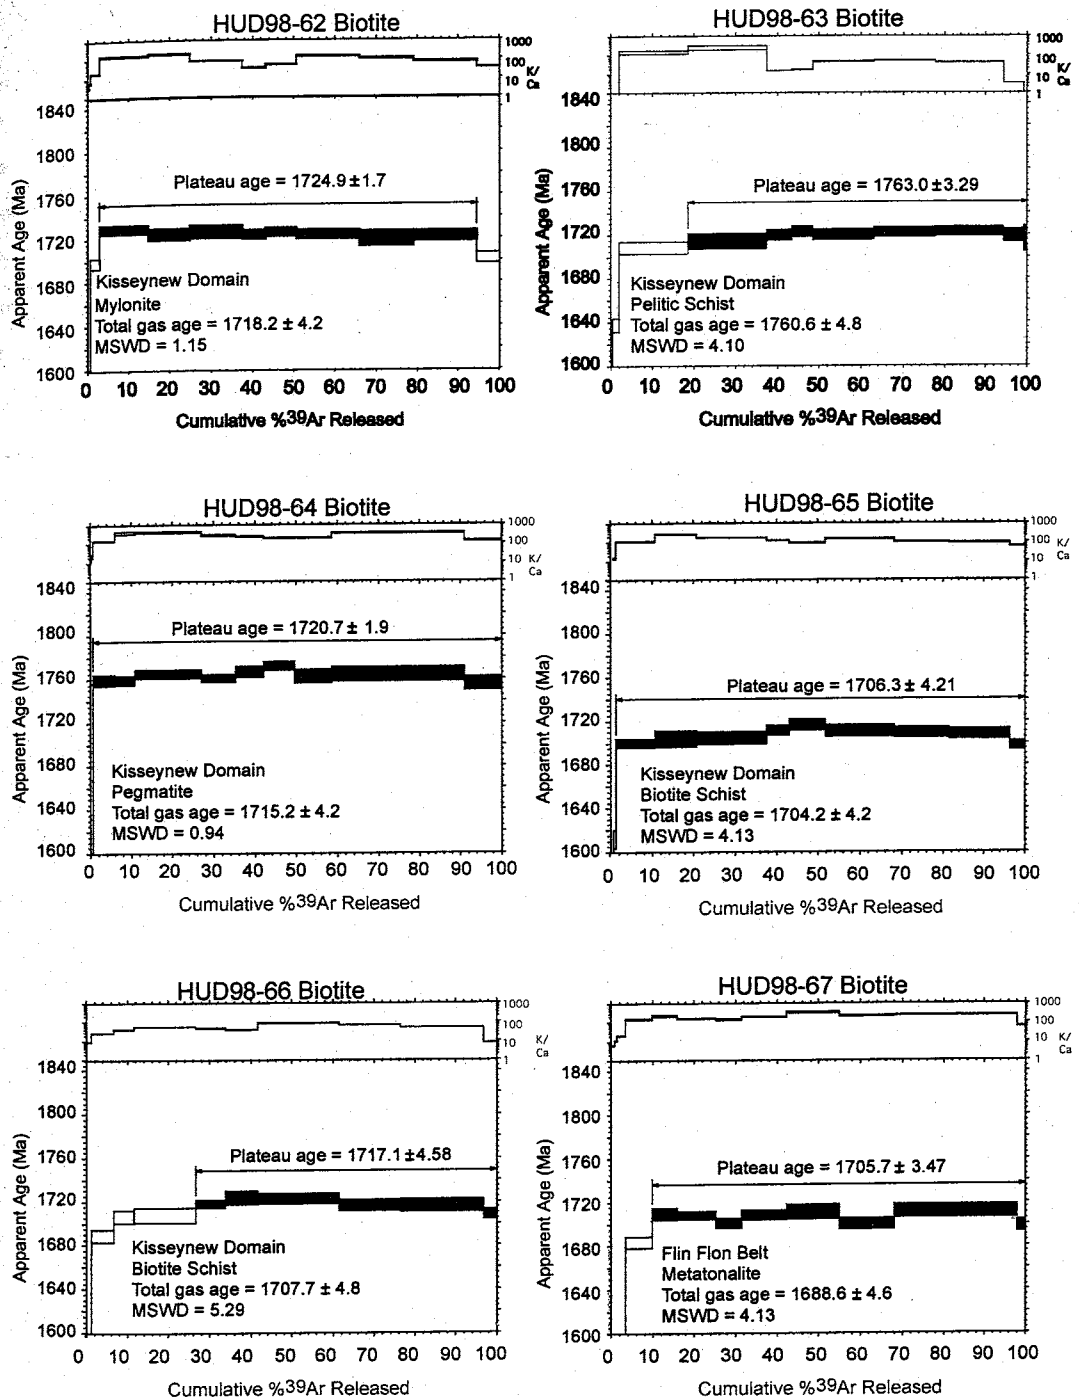 HUD98-62 Biotite
1000
100
10
1
K/
Ca
1840
1800
1760
1720
1680
1640
1600
Apparent Age (Ma)
Plateau age = 1724.9 ±1.7
Kisseynew Domain
Mylonite
Total gas age = 1718.2 ± 4.2
MSWD = 1.15
0 10 20 30 40 50 60 70 80 90 100
Cumulative %39Ar Released
HUD98-63 Biotite
1000
100
10
1
K/
Ca
1840
1800
1760
1720
1680
1640
1600
Apparent Age (Ma)
Plateau age = 1763.0 ±3.29
Kisseynew Domain
Pelitic Schist
Total gas age = 1760.6 ± 4.8
MSWD = 4.10
0 10 20 30 40 50 60 70 80 90 100
Cumulative %39Ar Released
HUD98-64 Biotite
1000
100
10 K/
Ca
1
1840
1800
1760
1720
1680
1640
1600
Apparent Age (Ma)
Plateau age = 1720.7 ± 1.9
Kisseynew Domain
Pegmatite
Total gas age = 1715.2 ± 4.2
MSWD = 0.94
0 10 20 30 40 50 60 70 80 90 100
Cumulative %39Ar Released
HUD98-65 Biotite
1000
100
10
1
K/
Ca
1840
1800
1760
1720
1680
1640
1600
Apparent Age (Ma)
Plateau age = 1706.3 ± 4.21
Kisseynew Domain
Biotite Schist
Total gas age = 1704.2 ± 4.2
MSWD = 4.13
0 10 20 30 40 50 60 70 80 90 100
Cumulative %39Ar Released
HUD98-66 Biotite
1000
100
10
1
K/
Ca
1840
1800
1760
1720
1680
1640
1600
Apparent Age (Ma)
Plateau age = 1717.1 ±4.58
Kisseynew Domain
Biotite Schist
Total gas age = 1707.7 ± 4.8
MSWD = 5.29
0 10 20 30 40 50 60 70 80 90 100
Cumulative %39Ar Released
HUD98-67 Biotite
1000
100
10
1
K/
Ca
1840
1800
1760
1720
1680
1640
1600
Apparent Age (Ma)
Plateau age = 1705.7 ± 3.47
Flin Flon Belt
Metatonalite
Total gas age = 1688.6 ± 4.6
MSWD = 4.13
0 10 20 30 40 50 60 70 80 90 100
Cumulative %39Ar Released